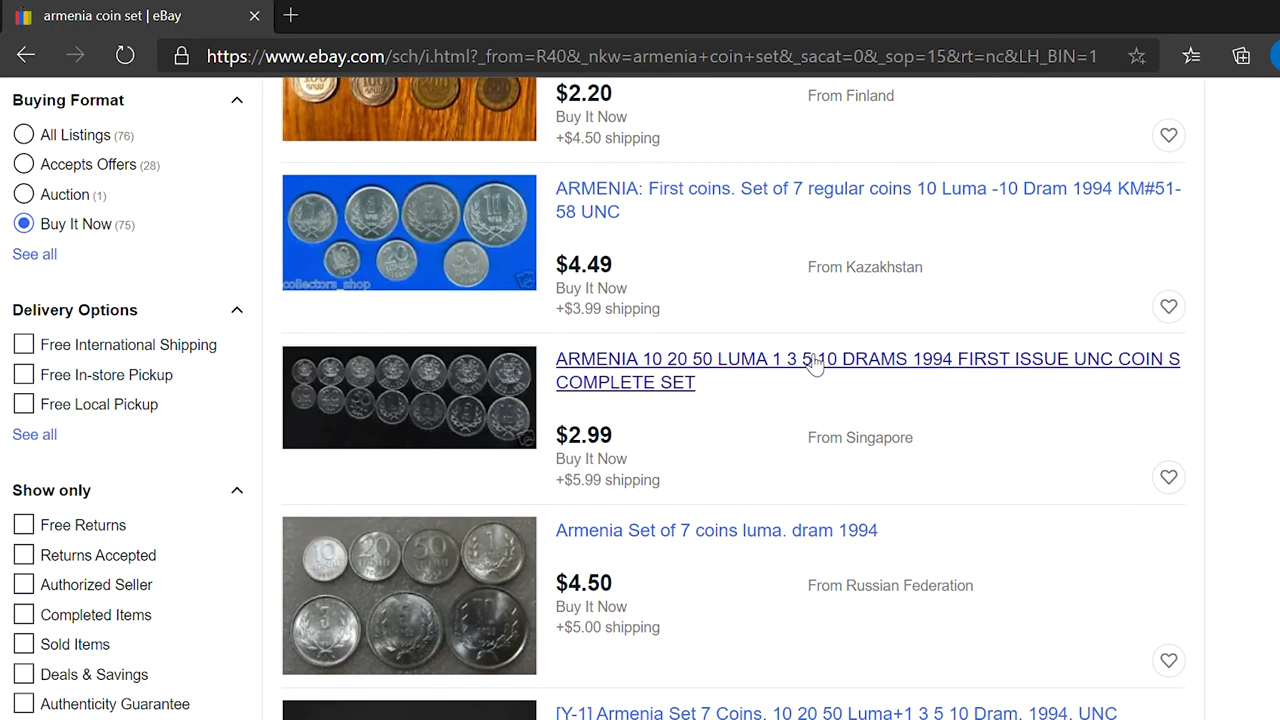 armenia coin set | eBay
https://www.ebay.com/sch/i.html?_from=R40&_nkw=armenia+coin+set&_sacat=0&_sop=15&rt=nc&LH_BIN=1
Buying Format
All Listings (76)
Accepts Offers (28)
Auction (1)
Buy It Now (75)
See all
Delivery Options
Free International Shipping
Free In-store Pickup
Free Local Pickup
See all
Show only
Free Returns
Returns Accepted
Authorized Seller
Completed Items
Sold Items
Deals & Savings
Authenticity Guarantee
$2.20
From Finland
Buy It Now
+$4.50 shipping
ARMENIA: First coins. Set of 7 regular coins 10 Luma -10 Dram 1994 KM#51-
58 UNC
$4.49
From Kazakhstan
Buy It Now
+$3.99 shipping
collectors_shop
ARMENIA 10 20 50 LUMA 1 3 5 10 DRAMS 1994 FIRST ISSUE UNC COIN S
COMPLETE SET
$2.99
From Singapore
Buy It Now
+$5.99 shipping
Armenia Set of 7 coins luma. dram 1994
$4.50
From Russian Federation
Buy It Now
+$5.00 shipping
10
20
50
1
3
5
[Y-1] Armenia Set 7 Coins, 10 20 50 Luma+1 3 5 10 Dram, 1994, UNC